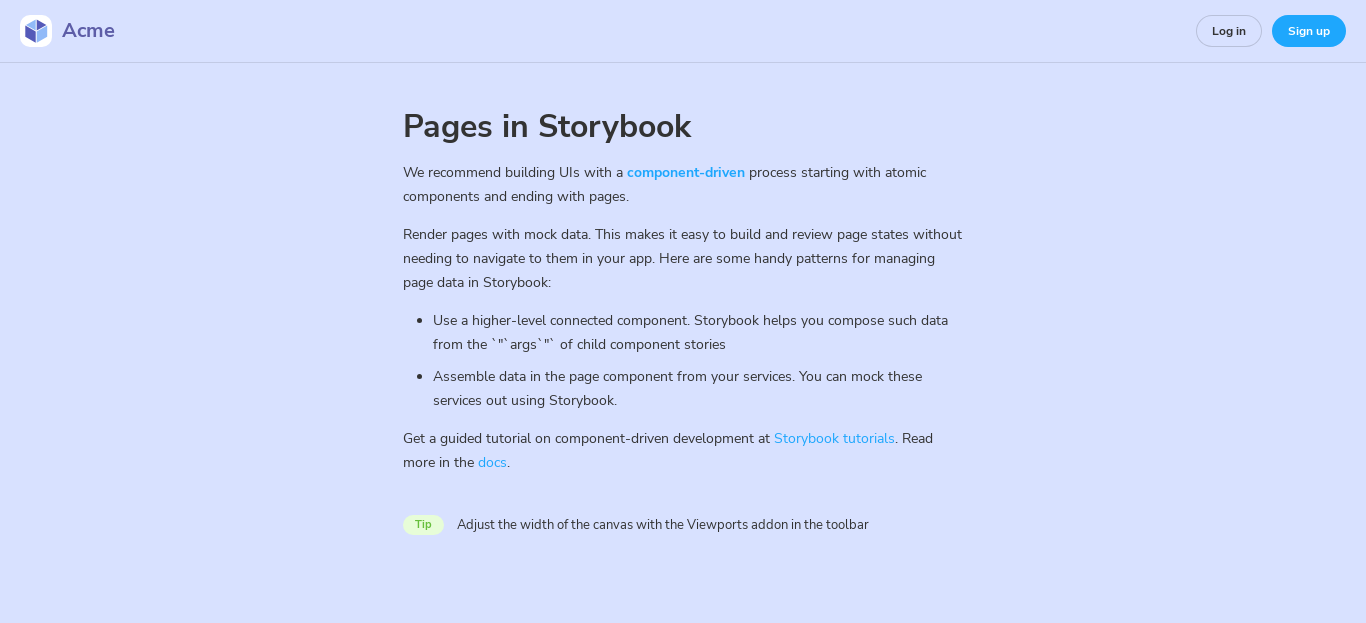 Acme
Log in
Sign up
Pages in Storybook
We recommend building UIs with a component-driven process starting with atomic
components and ending with pages.
Render pages with mock data. This makes it easy to build and review page states without
needing to navigate to them in your app. Here are some handy patterns for managing
page data in Storybook:
Use a higher-level connected component. Storybook helps you compose such data
from the `"`args`"` of child component stories
Assemble data in the page component from your services. You can mock these
services out using Storybook.
Get a guided tutorial on component-driven development at Storybook tutorials. Read
more in the docs.
Tip Adjust the width of the canvas with the Viewports addon in the toolbar